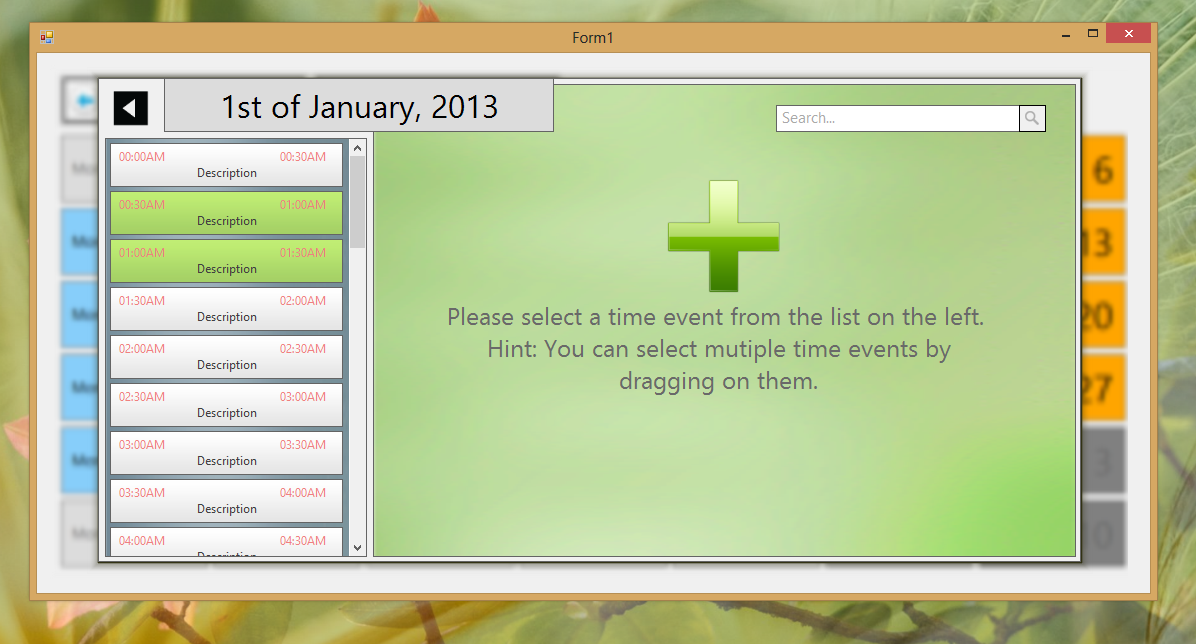 Form1
1st of January, 2013
Search...
00:00AM 00:30AM
Description
00:30AM 01:00AM
Description
01:00AM 01:30AM
Description
01:30AM 02:00AM
Description
02:00AM 02:30AM
Description
02:30AM 03:00AM
Description
03:00AM 03:30AM
Description
03:30AM 04:00AM
Description
04:00AM 04:30AM
Description
Please select a time event from the list on the left.
Hint: You can select mutiple time events by
dragging on them.
6
13
20
27
3